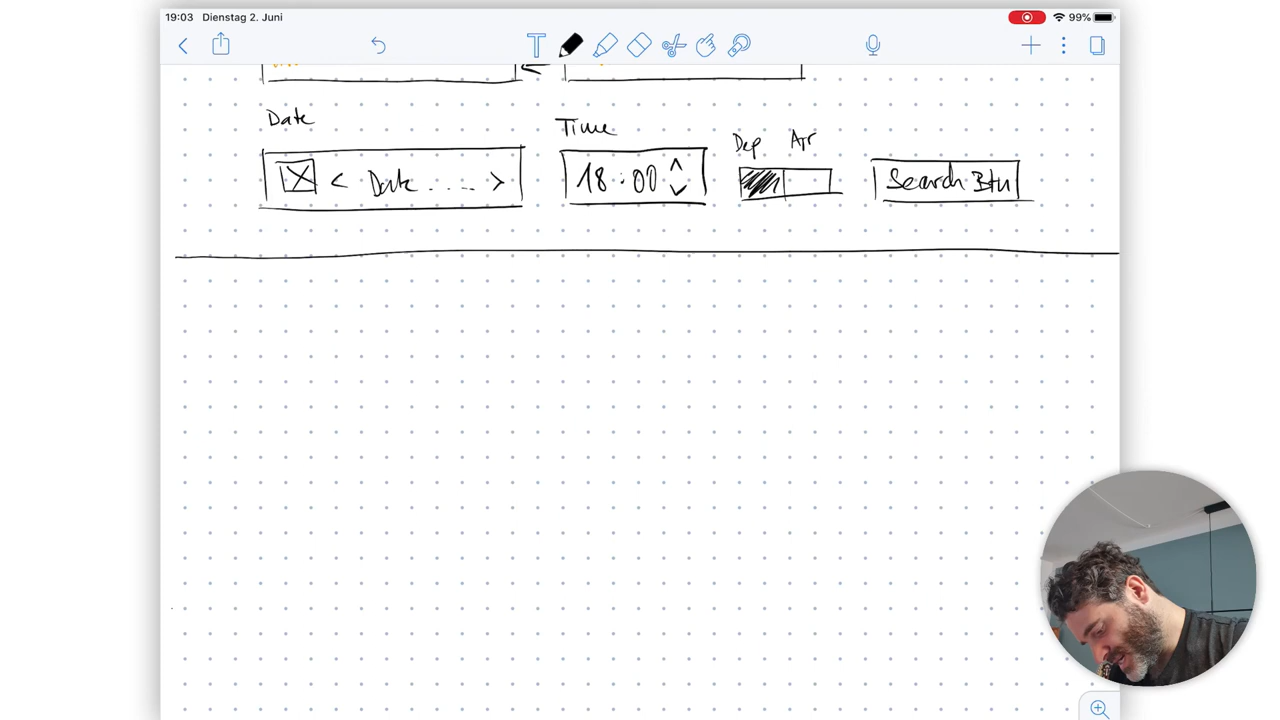 19:03 Dienstag 2. Juni 99%
T
Date
Time
Dep Arr
< Date ..... >
18:00
Search Btn